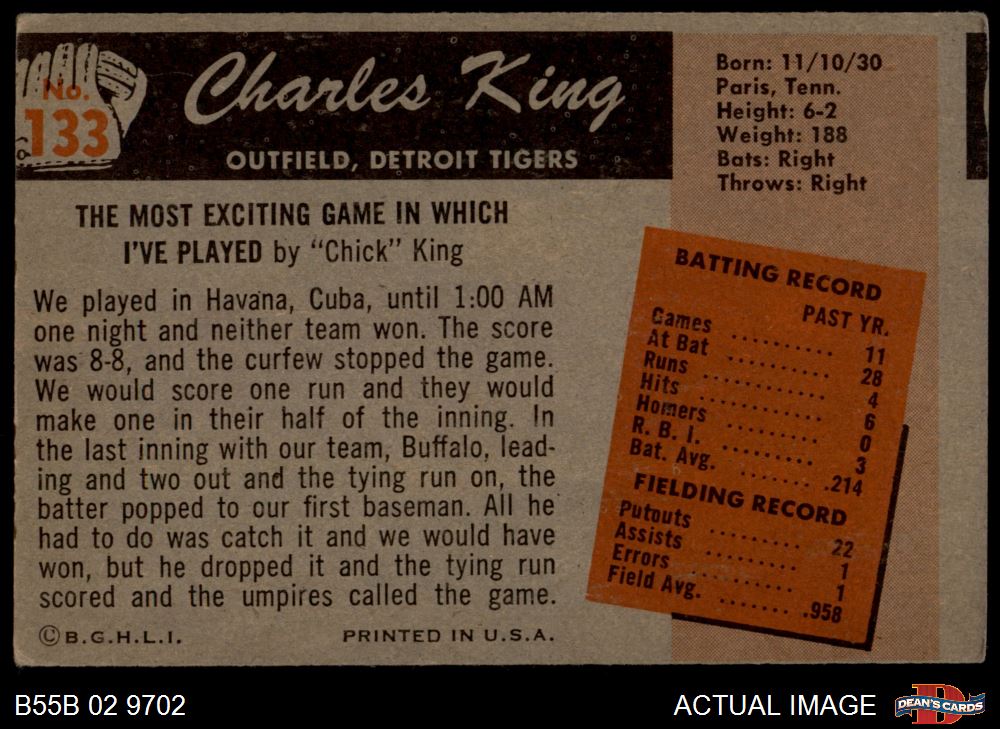 No.
133
Charles King
OUTFIELD, DETROIT TIGERS
Born: 11/10/30
Paris, Tenn.
Height: 6-2
Weight: 188
Bats: Right
Throws: Right
THE MOST EXCITING GAME IN WHICH
I'VE PLAYED by "Chick" King
We played in Havana, Cuba, until 1:00 AM
one night and neither team won. The score
was 8-8, and the curfew stopped the game.
We would score one run and they would
make one in their half of the inning. In
the last inning with our team, Buffalo, lead-
ing and two out and the tying run on, the
batter popped to our first baseman. All he
had to do was catch it and we would have
won, but he dropped it and the tying run
scored and the umpires called the game.
BATTING RECORD
PAST YR.
Games .......... 11
At Bat .......... 28
Runs .......... 4
Hits .......... 6
Homers .......... 0
R. B. I. .......... 3
Bat. Avg. ........ .214
FIELDING RECORD
Putouts ......... 22
Assists ......... 1
Errors .......... 1
Field Avg. ....... .958
©B.G.H.L.I.
PRINTED IN U.S.A.
B55B 02 9702
ACTUAL IMAGE
DEAN'S CARDS